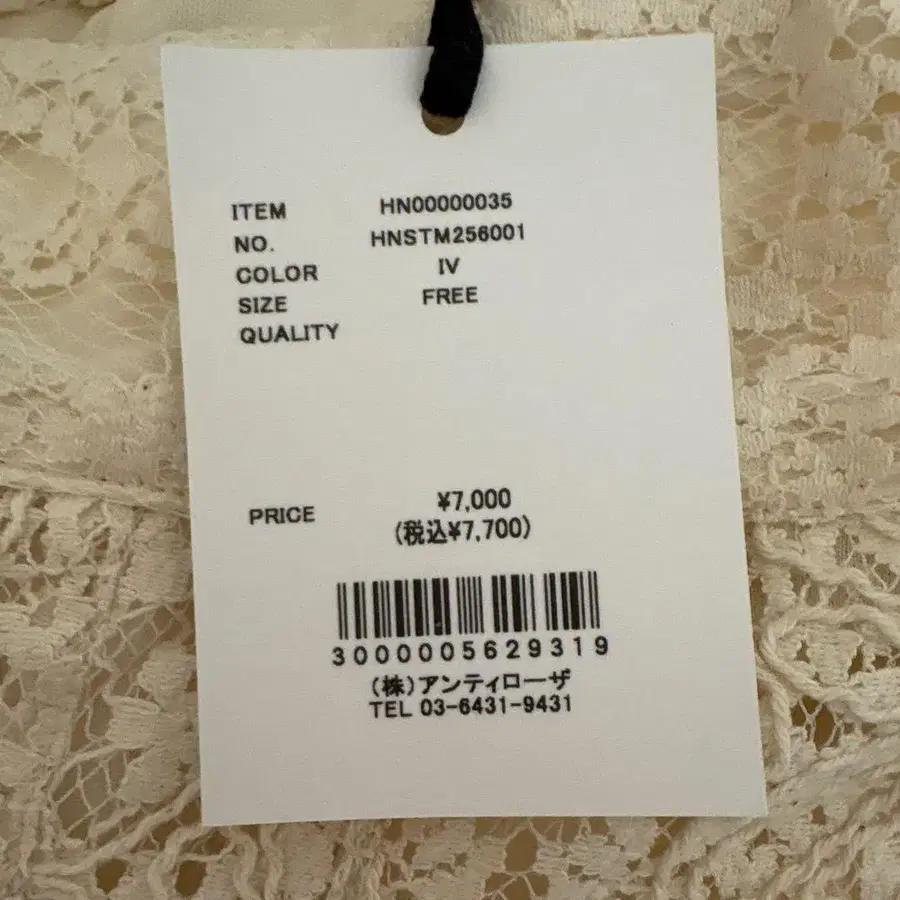 ITEM HN00000035
NO. HNSTM256001
COLOR IV
SIZE FREE
QUALITY
PRICE ¥7,000
(税込¥7,700)
3000005629319
(株)アンティローザ
TEL 03-6431-9431